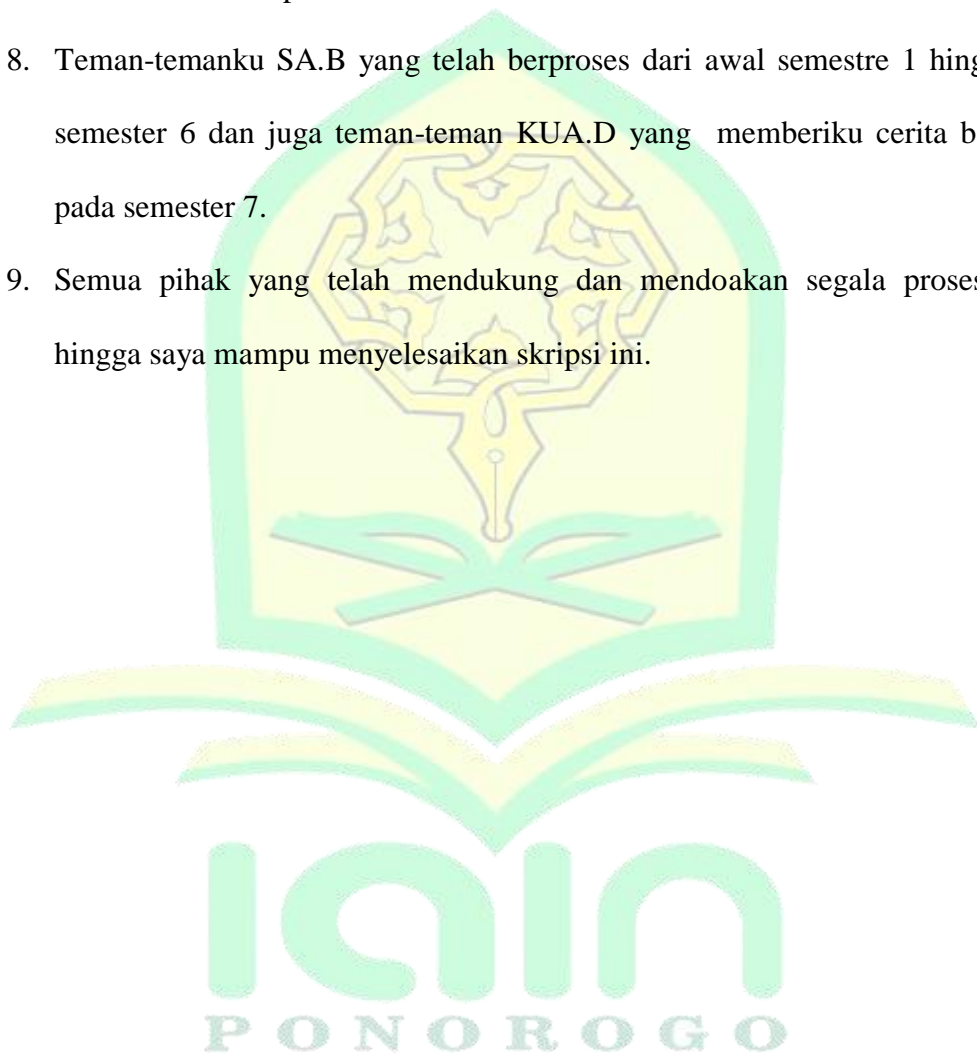 8. Teman-temanku SA.B yang telah berproses dari awal semestre 1 hing
semester 6 dan juga teman-teman KUA.D yang memberiku cerita b
pada semester 7.
9. Semua pihak yang telah mendukung dan mendoakan segala proses
hingga saya mampu menyelesaikan skripsi ini.
iain
PONOROGO